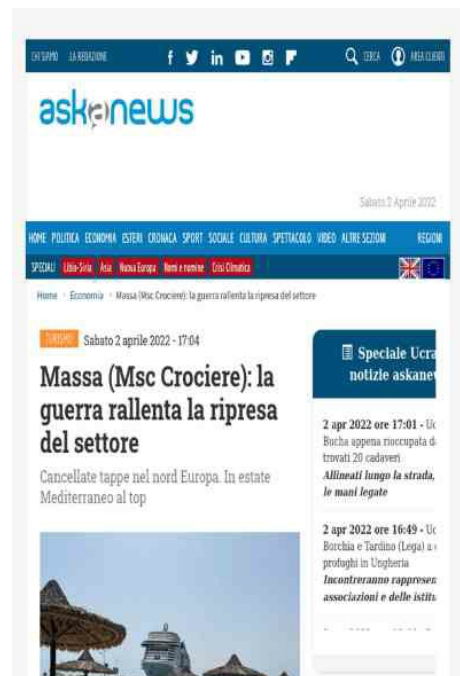 CHI SIAMO LA REDAZIONE
CERCA AREA CLIENTI
askanews
Sabato 2 Aprile 2022
HOME POLITICA ECONOMIA ESTERI CRONACA SPORT SOCIALE CULTURA SPETTACOLO VIDEO ALTRE SEZIONI REGIONI
SPECIALI Libia-Siria Asia Nuova Europa Nomi e nomine Crisi Climatica
Home Economia Massa (Msc Crociere): la guerra rallenta la ripresa del settore
TURISMO Sabato 2 aprile 2022 - 17:04
Massa (Msc Crociere): la
guerra rallenta la ripresa
del settore
Cancellate tappe nel nord Europa. In estate
Mediterraneo al top
Speciale Ucra
notizie askane
2 apr 2022 ore 17:01 - Uc
Bucha appena rioccupata d
trovati 20 cadaveri
Allineati lungo la strada,
le mani legate
2 apr 2022 ore 16:49 - Uc
Borchia e Tardino (Lega) a
profughi in Ungheria
Incontreranno rappresen
associazioni e delle istitu